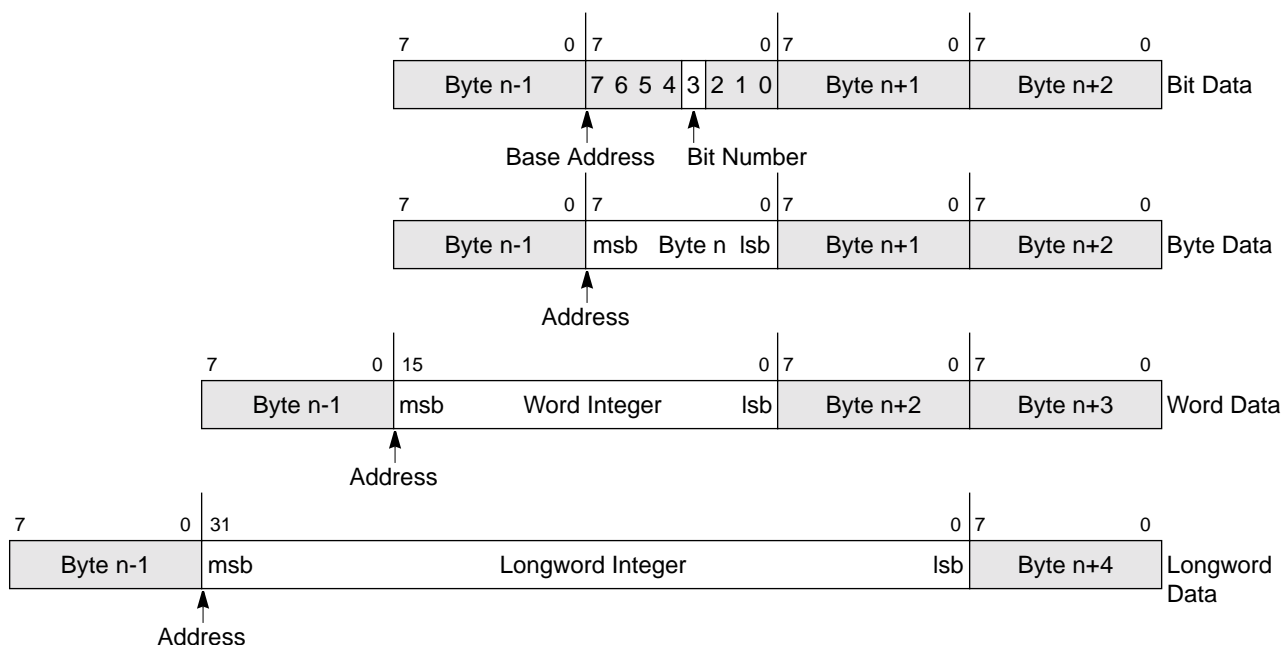 7 0 7 0 7 0 7 0
Byte n-1 7 6 5 4 3 2 1 0 Byte n+1 Byte n+2 Bit Data
Base Address Bit Number
7 0 7 0 7 0 7 0
Byte n-1 msb Byte n lsb Byte n+1 Byte n+2 Byte Data
Address
7 0 15 0 7 0 7 0
Byte n-1 msb Word Integer lsb Byte n+2 Byte n+3 Word Data
Address
7 0 31 0 7 0
Byte n-1 msb Longword Integer lsb Byte n+4 Longword
Data
Address